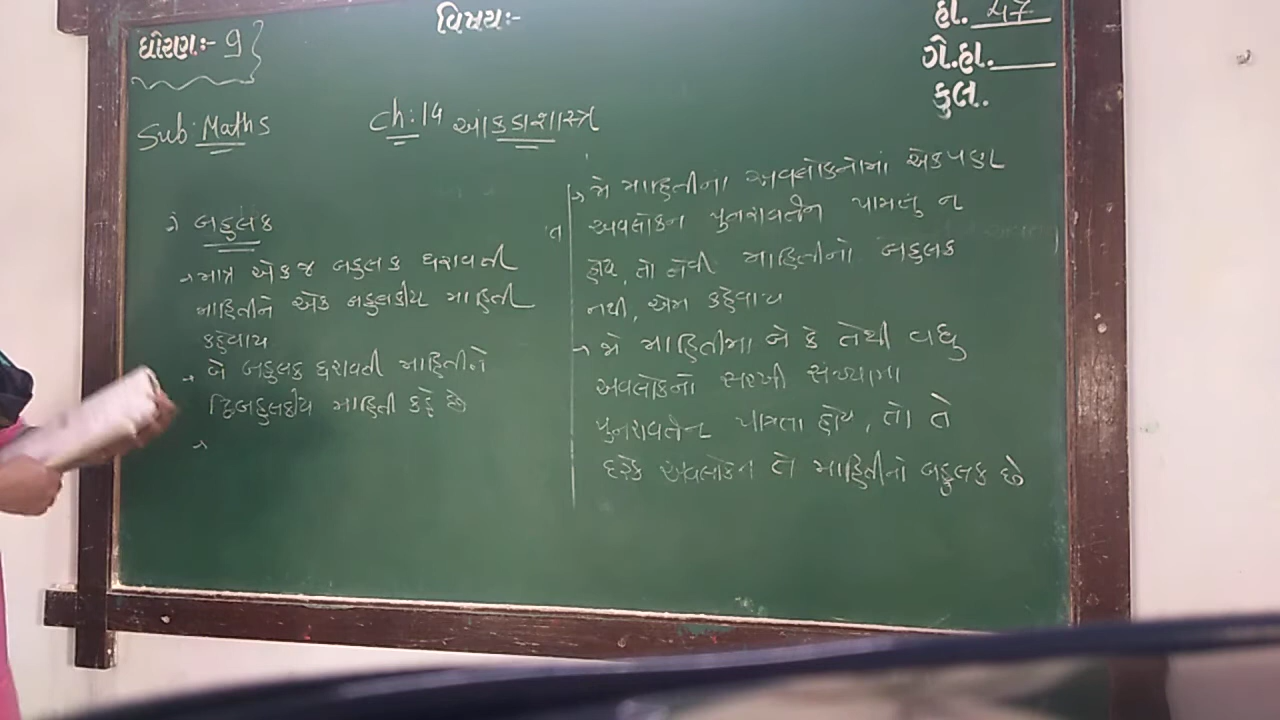 ધોરણ:- 9
વિષય:-
હા. 47
ગે.હા.
કુલ.
Sub: Maths
Ch: 14 આંકડાશાસ્ત્ર
બહુલક
→ માત્ર એક જ બહુલક ધરાવતી
માહિતીને એક બહુલકીય માહિતી
કહેવાય
→ બે બહુલક ધરાવતી માહિતીને
દ્વિબહુલકીય માહિતી કહે છે
→
→ જે માહિતીના અવલોકનોમાં એકપણ
અવલોકન પુનરાવર્તન પામતું ન
હોય, તો તેવી માહિતીનો બહુલક
નથી, એમ કહેવાય
→ જો માહિતીમા બે કે તેથી વધુ
અવલોકનો સરખી સંખ્યામા
પુનરાવર્તન પામતા હોય, તો તે
દરેક અવલોકન તે માહિતીનો બહુલક છે